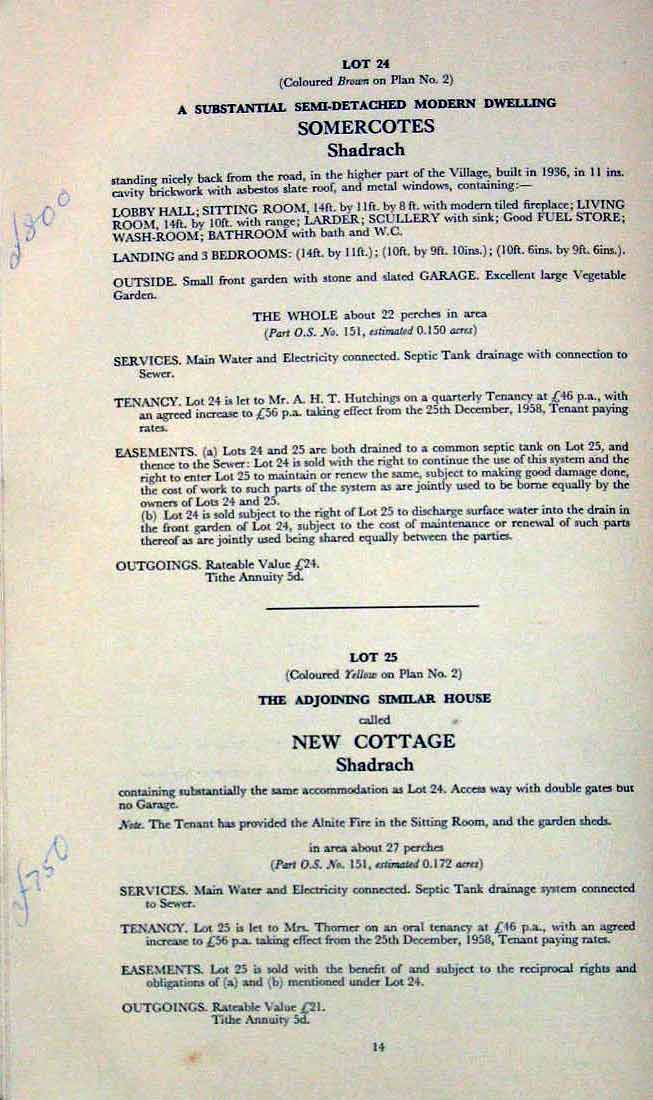 LOT 24
(Coloured Brown on Plan No. 2)
A SUBSTANTIAL SEMI-DETACHED MODERN DWELLING
SOMERCOTES
Shadrach
£800
standing nicely back from the road, in the higher part of the Village, built in 1936, in 11 ins.
cavity brickwork with asbestos slate roof, and metal windows, containing:—
LOBBY HALL; SITTING ROOM, 14ft. by 11ft. by 8 ft. with modern tiled fireplace; LIVING
ROOM, 14ft. by 10ft. with range; LARDER; SCULLERY with sink; Good FUEL STORE;
WASH-ROOM; BATHROOM with bath and W.C.
LANDING and 3 BEDROOMS: (14ft. by 11ft.); (10ft. by 9ft. 10ins.); (10ft. 6ins. by 9ft. 6ins.).
OUTSIDE. Small front garden with stone and slated GARAGE. Excellent large Vegetable
Garden.
THE WHOLE about 22 perches in area
(Part O.S. No. 151, estimated 0.150 acres)
SERVICES. Main Water and Electricity connected. Septic Tank drainage with connection to
Sewer.
TENANCY. Lot 24 is let to Mr. A. H. T. Hutchings on a quarterly Tenancy at £46 p.a., with
an agreed increase to £56 p.a. taking effect from the 25th December, 1958, Tenant paying
rates.
EASEMENTS. (a) Lots 24 and 25 are both drained to a common septic tank on Lot 25, and
thence to the Sewer: Lot 24 is sold with the right to continue the use of this system and the
right to enter Lot 25 to maintain or renew the same, subject to making good damage done,
the cost of work to such parts of the system as are jointly used to be borne equally by the
owners of Lots 24 and 25.
(b) Lot 24 is sold subject to the right of Lot 25 to discharge surface water into the drain in
the front garden of Lot 24, subject to the cost of maintenance or renewal of such parts
thereof as are jointly used being shared equally between the parties.
OUTGOINGS. Rateable Value £24.
Tithe Annuity 5d.
LOT 25
(Coloured Yellow on Plan No. 2)
THE ADJOINING SIMILAR HOUSE
called
NEW COTTAGE
Shadrach
containing substantially the same accommodation as Lot 24. Access way with double gates but
no Garage.
Note. The Tenant has provided the Alnite Fire in the Sitting Room, and the garden sheds.
£750
in area about 27 perches
(Part O.S. No. 151, estimated 0.172 acres)
SERVICES. Main Water and Electricity connected. Septic Tank drainage system connected
to Sewer.
TENANCY. Lot 25 is let to Mrs. Thorner on an oral tenancy at £46 p.a., with an agreed
increase to £56 p.a. taking effect from the 25th December, 1958, Tenant paying rates.
EASEMENTS. Lot 25 is sold with the benefit of and subject to the reciprocal rights and
obligations of (a) and (b) mentioned under Lot 24.
OUTGOINGS. Rateable Value £21.
Tithe Annuity 5d.
14